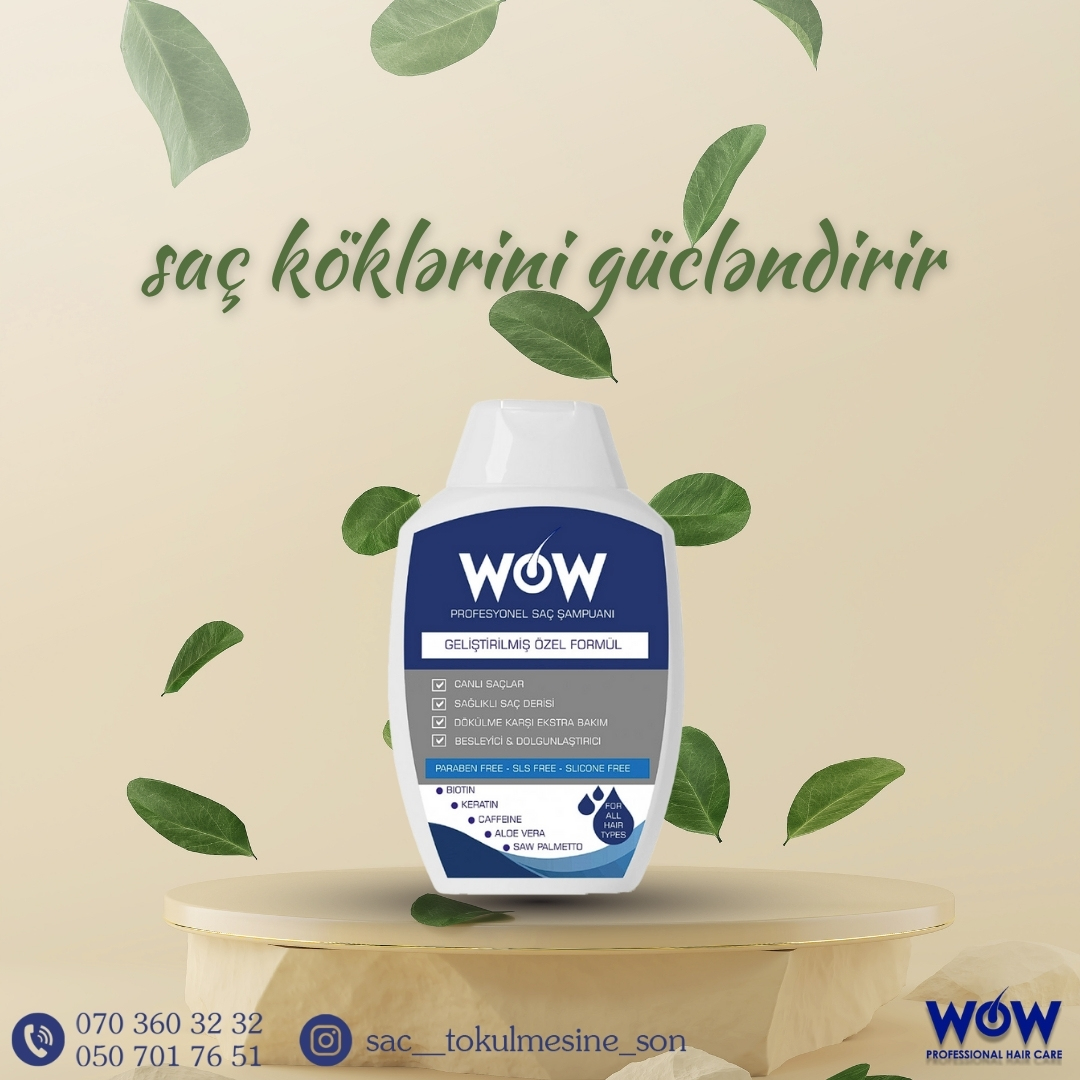 saç köklərini gücləndirir
WOW
PROFESYONEL SAÇ ŞAMPUANI
GELİŞTİRİLMİŞ ÖZEL FORMÜL
CANLI SAÇLAR
SAĞLIKLI SAÇ DERİSİ
DÖKÜLME KARŞI EKSTRA BAKIM
BESLEYİCİ & DOLGUNLAŞTIRICI
PARABEN FREE - SLS FREE - SLICONE FREE
BIOTIN
KERATIN
CAFFEINE
ALOE VERA
SAW PALMETTO
FOR
ALL
HAIR
TYPES
070 360 32 32
050 701 76 51
sac__tokulmesine_son
WOW
PROFESSIONAL HAIR CARE